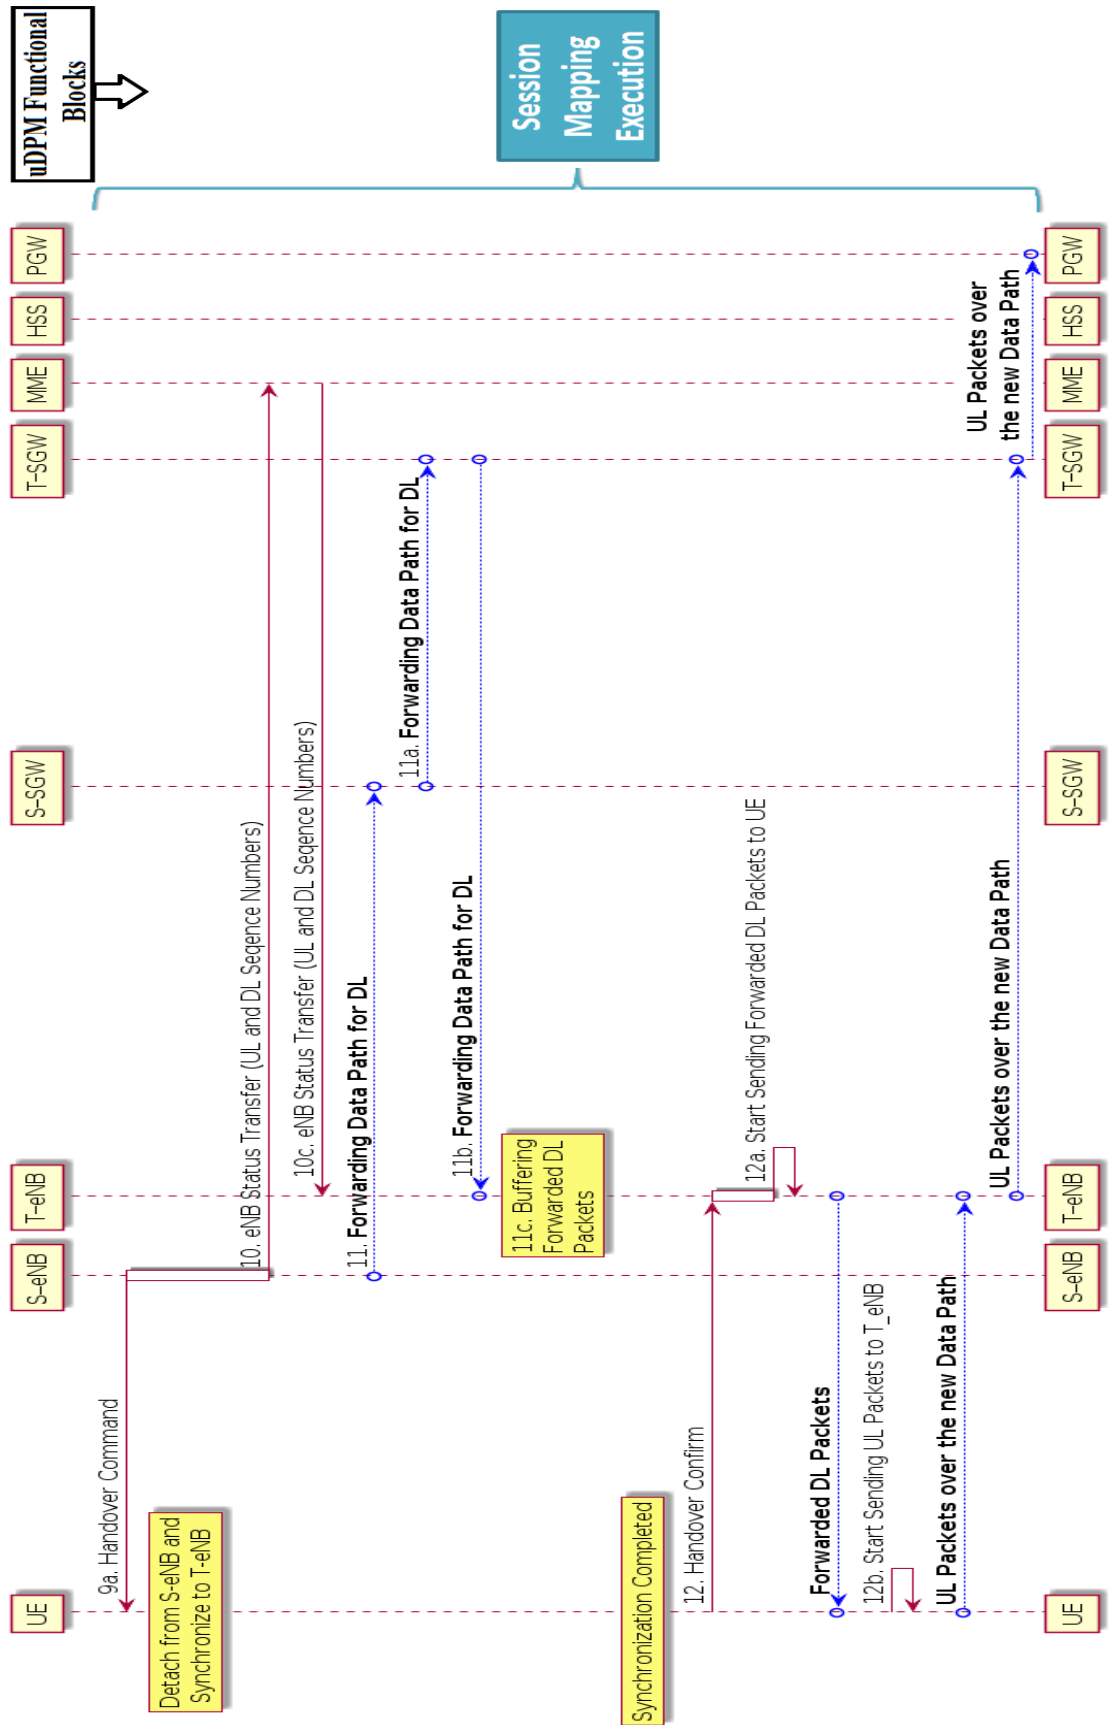 UE
S-eNB
T-eNB
S-SGW
T-SGW
MME
HSS
PGW
uDPM Functional
Blocks
9a. Handover Command
Detach from S-eNB and
Synchronize to T-eNB
10. eNB Status Transfer (UL and DL Seqence Numbers)
10c. eNB Status Transfer (UL and DL Seqence Numbers)
11. Forwarding Data Path for DL
11a. Forwarding Data Path for DL
11b. Forwarding Data Path for DL
11c. Buffering
Forwarded DL
Packets
Session
Mapping
Execution
Synchronization Completed
12. Handover Confirm
12a. Start Sending Forwarded DL Packets to UE
Forwarded DL Packets
12b. Start Sending UL Packets to T_eNB
UL Packets over the new Data Path
UL Packets over the new Data Path
UL Packets over
the new Data Path
UE
S-eNB
T-eNB
S-SGW
T-SGW
MME
HSS
PGW